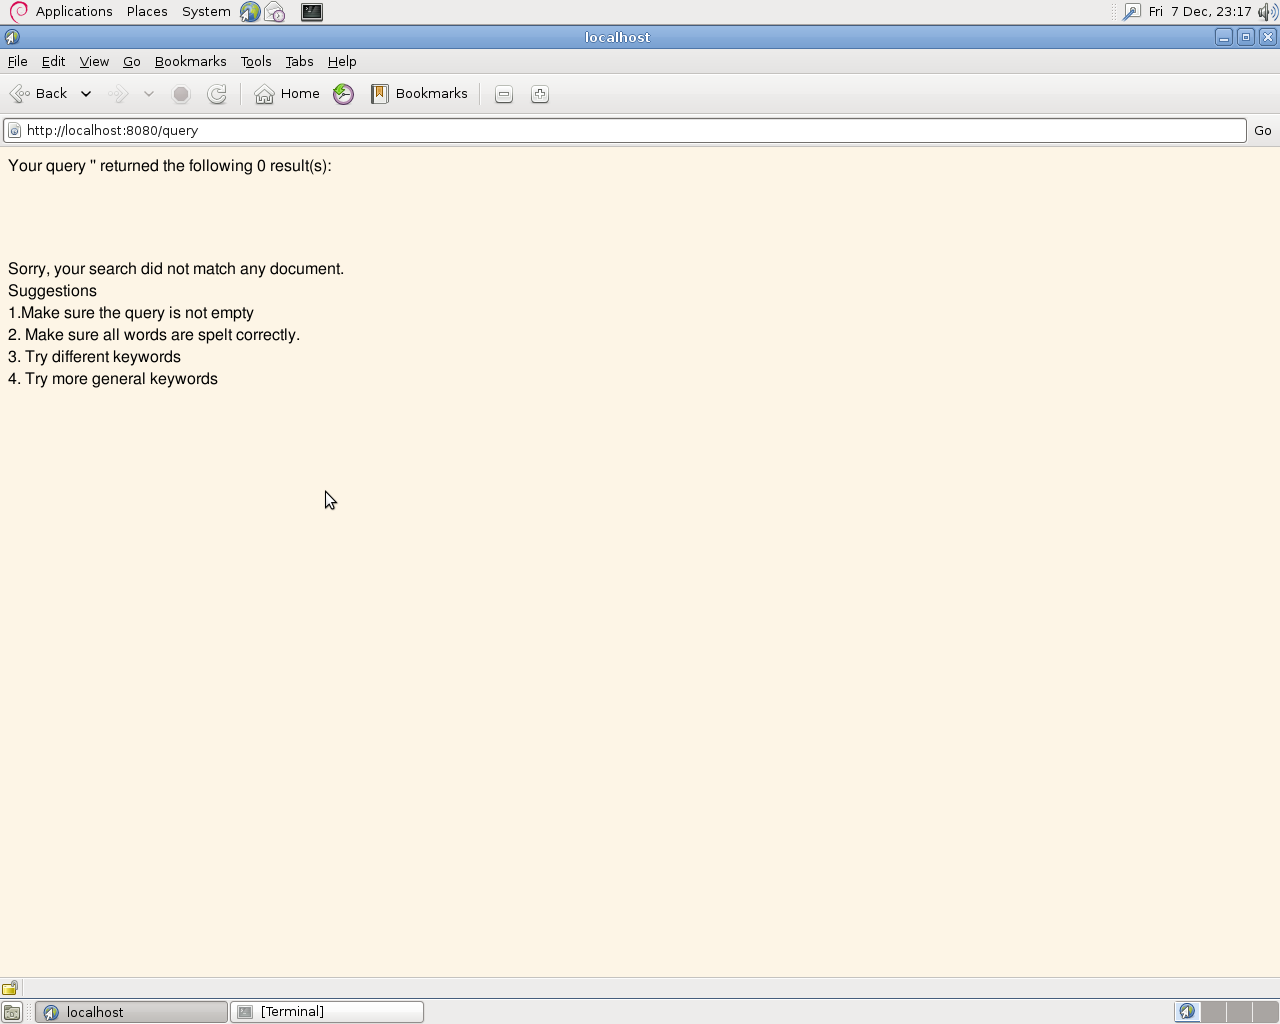 Applications Places System Fri 7 Dec, 23:17
localhost
File Edit View Go Bookmarks Tools Tabs Help
Back Home Bookmarks
http://localhost:8080/query Go
Your query '' returned the following 0 result(s):
Sorry, your search did not match any document.
Suggestions
1.Make sure the query is not empty
2. Make sure all words are spelt correctly.
3. Try different keywords
4. Try more general keywords
localhost [Terminal]